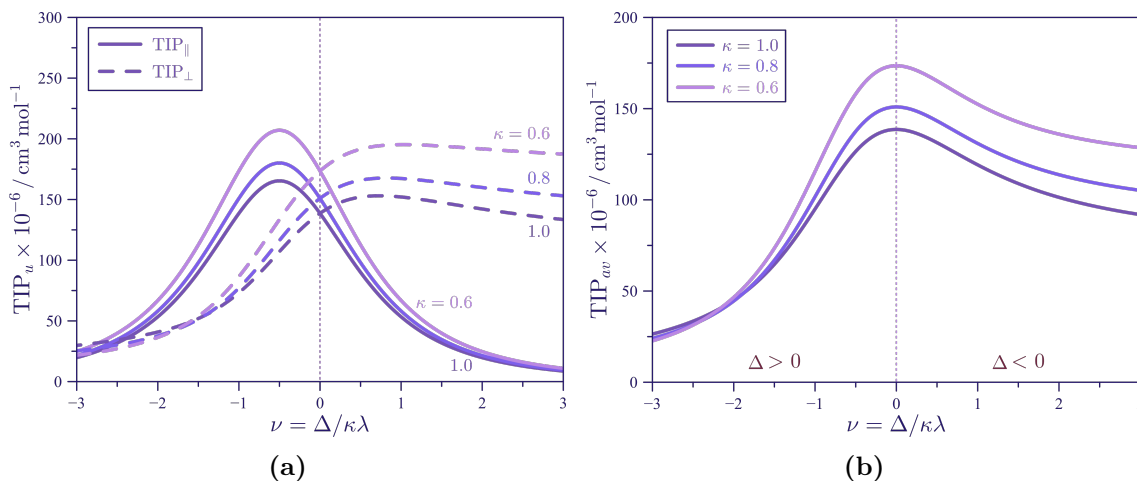 300
250
200
150
100
50
0
TIP_u × 10^{−6} / cm^3 mol^{−1}
TIP_∥
TIP_⊥
κ = 0.6
0.8
1.0
κ = 0.6
1.0
−3 −2 −1 0 1 2 3
ν = Δ/κλ
(a)
200
150
100
50
0
TIP_{av} × 10^{−6} / cm^3 mol^{−1}
κ = 1.0
κ = 0.8
κ = 0.6
Δ > 0 Δ < 0
−3 −2 −1 0 1 2
ν = Δ/κλ
(b)